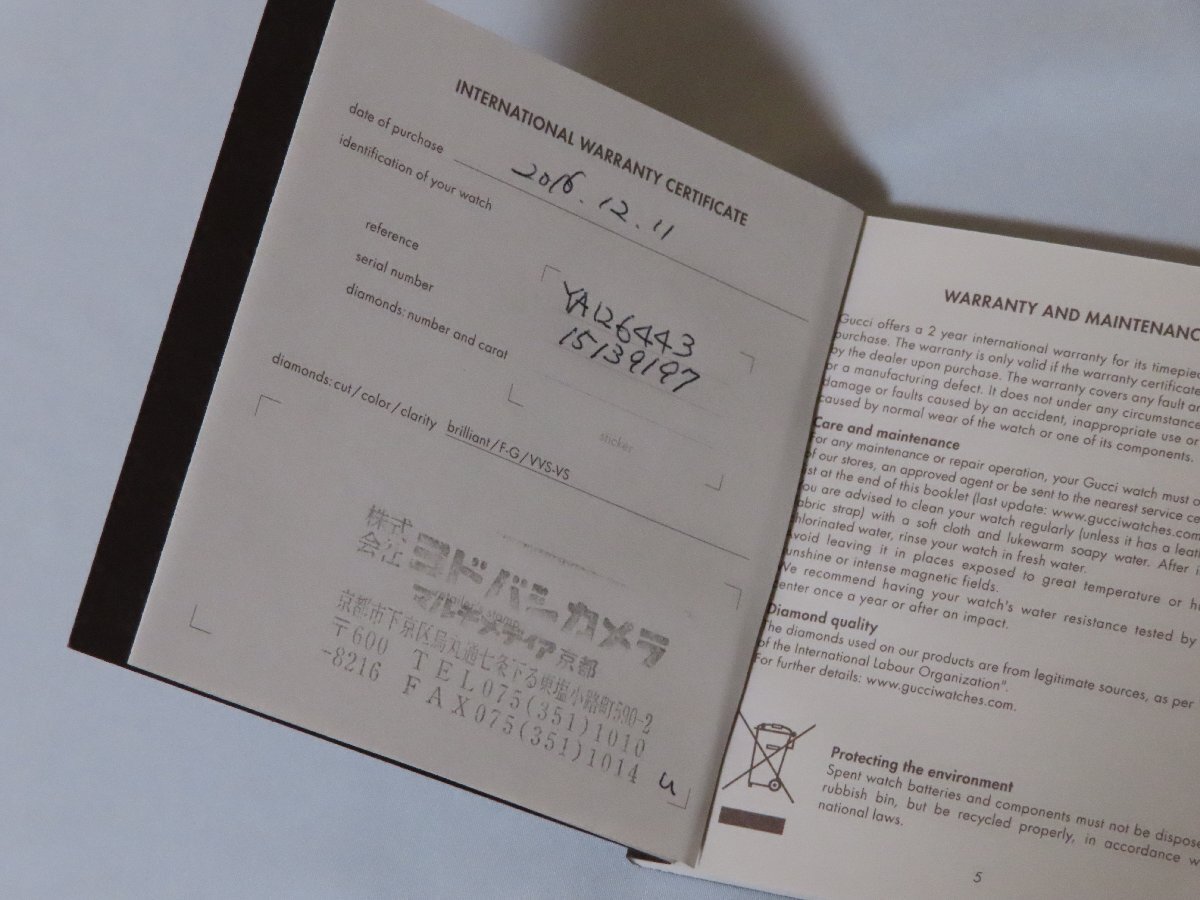 INTERNATIONAL WARRANTY CERTIFICATE
date of purchase 2016.12.11
identification of your watch
reference YA126443
serial number 15139197
diamonds: number and carat
sticker
diamonds: cut / color / clarity brilliant / F-G / VVS-VS
株式会社 ヨドバシカメラ
マルチメディア京都
京都市下京区烏丸通七条下る東塩小路町590-2
〒600-8216 TEL075(351)1010
FAX075(351)1014
u
WARRANTY AND MAINTENANC
Gucci offers a 2 year international warranty for its timepiec
purchase. The warranty is only valid if the warranty certificate
by the dealer upon purchase. The warranty covers any fault ar
or a manufacturing defect. It does not under any circumstance
damage or faults caused by an accident, inappropriate use or
caused by normal wear of the watch or one of its components.
Care and maintenance
For any maintenance or repair operation, your Gucci watch must o
of our stores, an approved agent or be sent to the nearest service ce
ist at the end of this booklet (last update: www.gucciwatches.com
You are advised to clean your watch regularly (unless it has a leath
fabric strap) with a soft cloth and lukewarm soapy water. After i
chlorinated water, rinse your watch in fresh water.
Avoid leaving it in places exposed to great temperature or h
sunshine or intense magnetic fields.
We recommend having your watch's water resistance tested by
center once a year or after an impact.
Diamond quality
The diamonds used on our products are from legitimate sources, as per
of the International Labour Organization".
For further details: www.gucciwatches.com.
Protecting the environment
Spent watch batteries and components must not be dispose
rubbish bin, but be recycled properly, in accordance w
national laws.
5